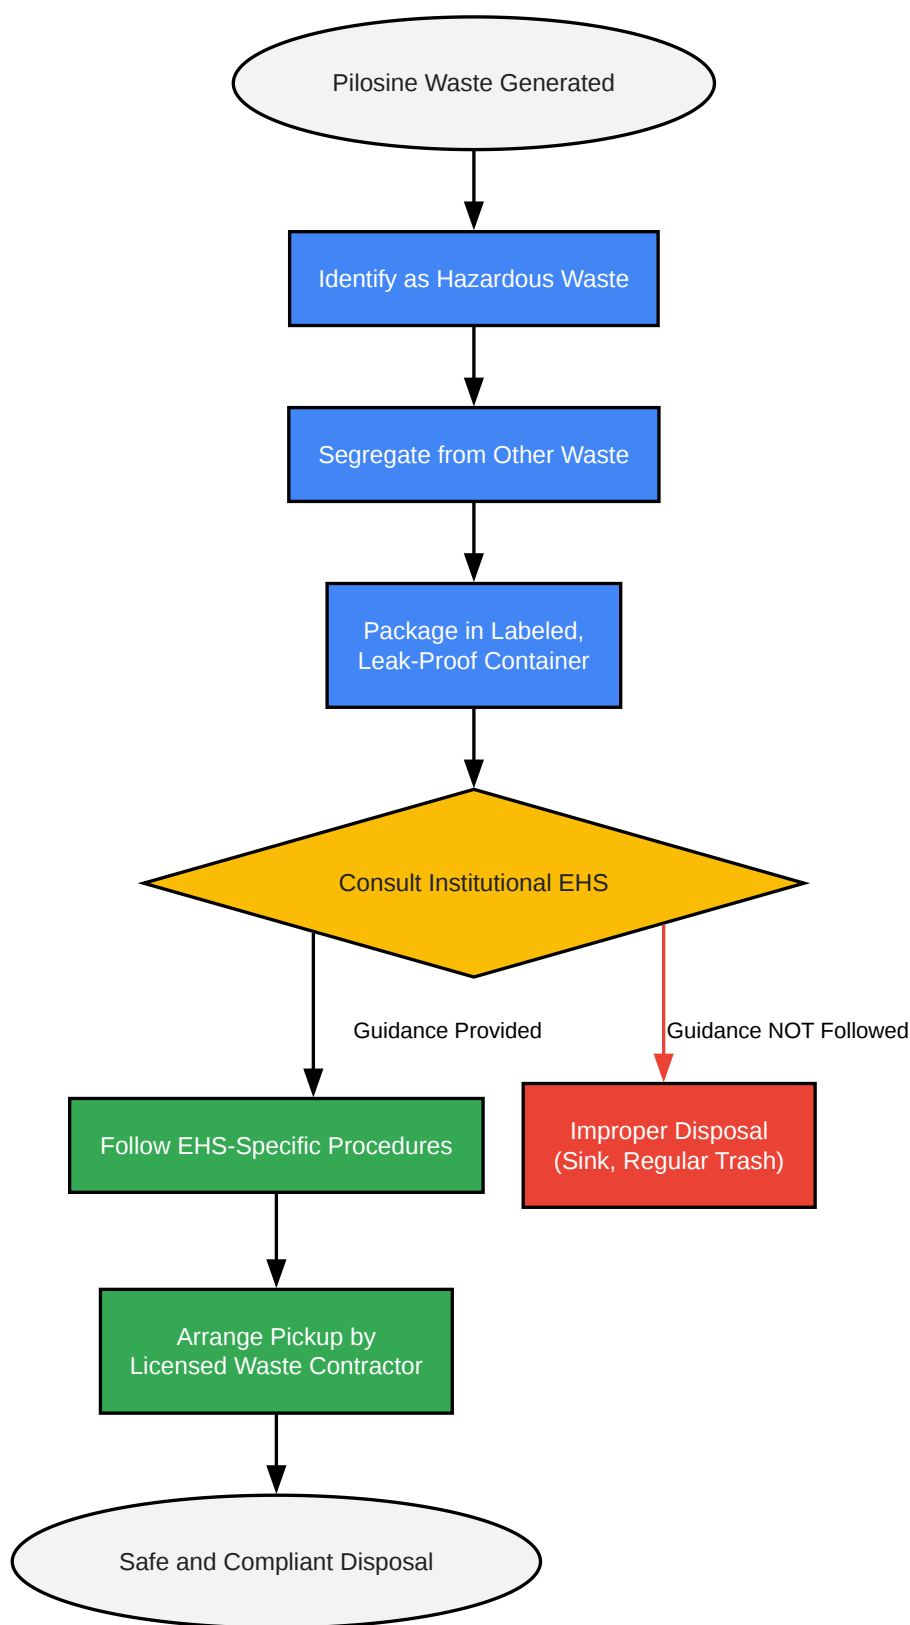 Pilosine Waste Generated
Identify as Hazardous Waste
Segregate from Other Waste
Package in Labeled,
Leak-Proof Container
Consult Institutional EHS
Guidance Provided
Guidance NOT Followed
Follow EHS-Specific Procedures
Improper Disposal
(Sink, Regular Trash)
Arrange Pickup by
Licensed Waste Contractor
Safe and Compliant Disposal